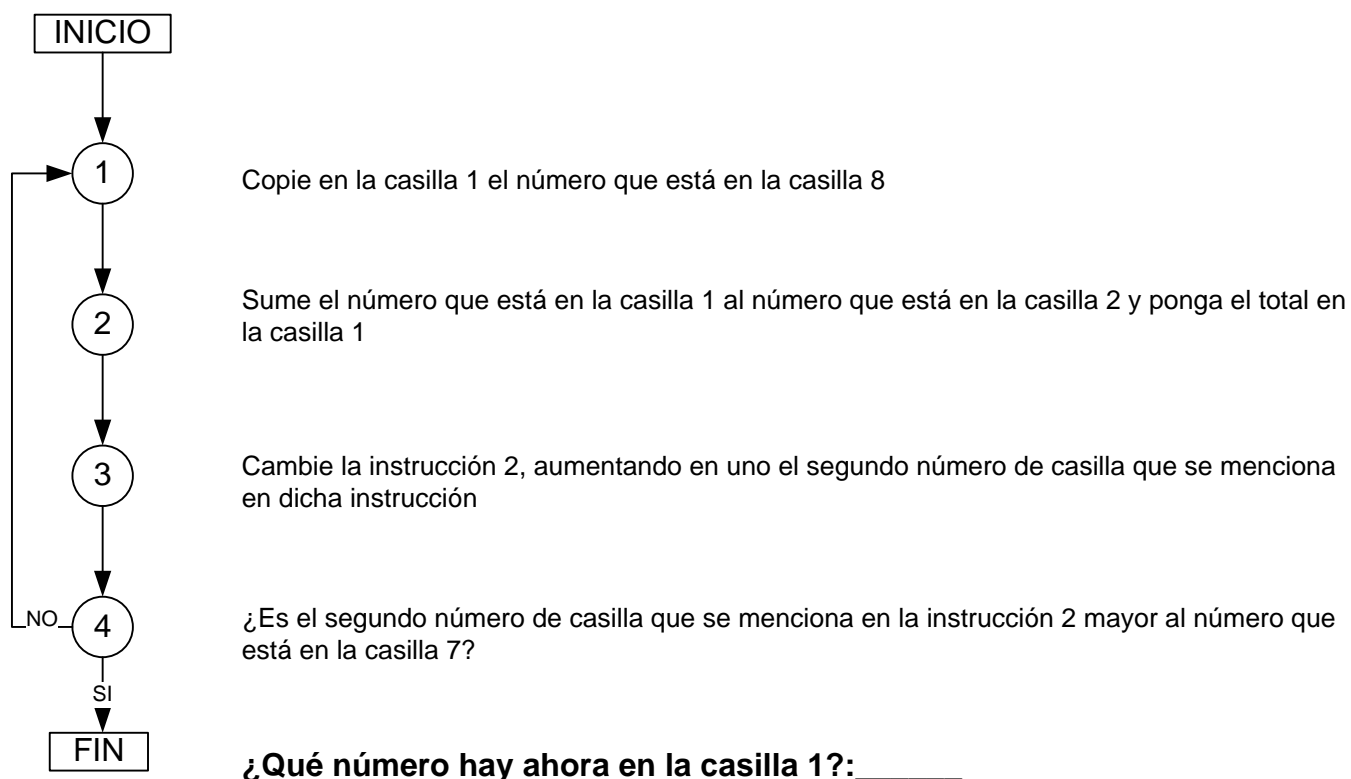 INICIO
1
Copie en la casilla 1 el número que está en la casilla 8
2
Sume el número que está en la casilla 1 al número que está en la casilla 2 y ponga el total en
la casilla 1
3
Cambie la instrucción 2, aumentando en uno el segundo número de casilla que se menciona
en dicha instrucción
NO
4
¿Es el segundo número de casilla que se menciona en la instrucción 2 mayor al número que
está en la casilla 7?
SI
FIN
¿Qué número hay ahora en la casilla 1?:______